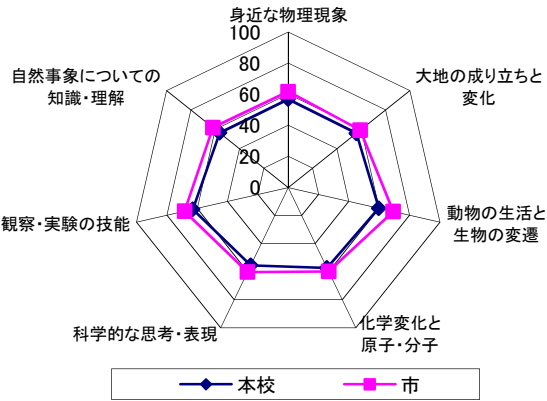 身近な物理現象
100
80
60
40
20
0
大地の成り立ちと
変化
動物の生活と
生物の変遷
化学変化と
原子・分子
科学的な思考・表現
観察・実験の技能
自然事象についての
知識・理解
本校
市